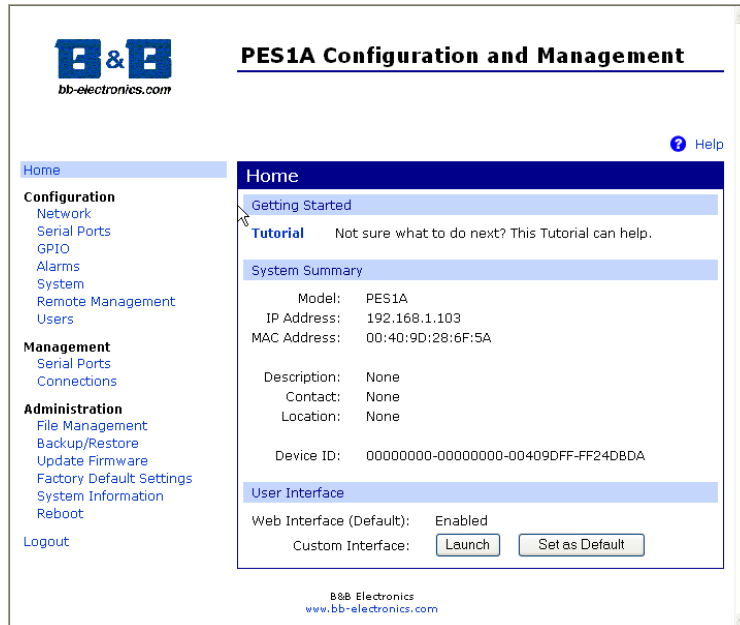 B & B
bb-electronics.com
PES1A Configuration and Management
? Help
Home
Configuration
Network
Serial Ports
GPIO
Alarms
System
Remote Management
Users
Management
Serial Ports
Connections
Administration
File Management
Backup/Restore
Update Firmware
Factory Default Settings
System Information
Reboot
Logout
Home
Getting Started
Tutorial Not sure what to do next? This Tutorial can help.
System Summary
Model: PES1A
IP Address: 192.168.1.103
MAC Address: 00:40:9D:28:6F:5A
Description: None
Contact: None
Location: None
Device ID: 00000000-00000000-00409DFF-FF24DBDA
User Interface
Web Interface (Default): Enabled
Custom Interface: Launch Set as Default
B&B Electronics
www.bb-electronics.com